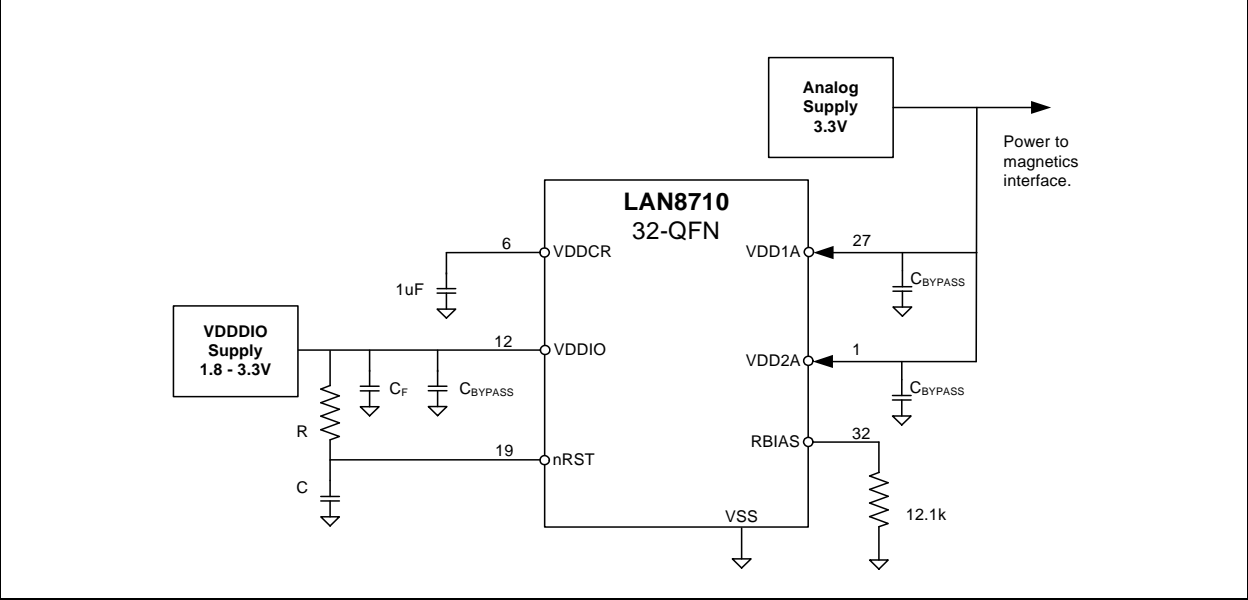 Analog
Supply
3.3V
Power to
magnetics
interface.
LAN8710
32-QFN
6
VDDCR
VDD1A
27
1uF
CBYPASS
VDDDIO
Supply
1.8 - 3.3V
12
VDDIO
VDD2A
1
CF
CBYPASS
CBYPASS
R
RBIAS
32
19
nRST
C
VSS
12.1k